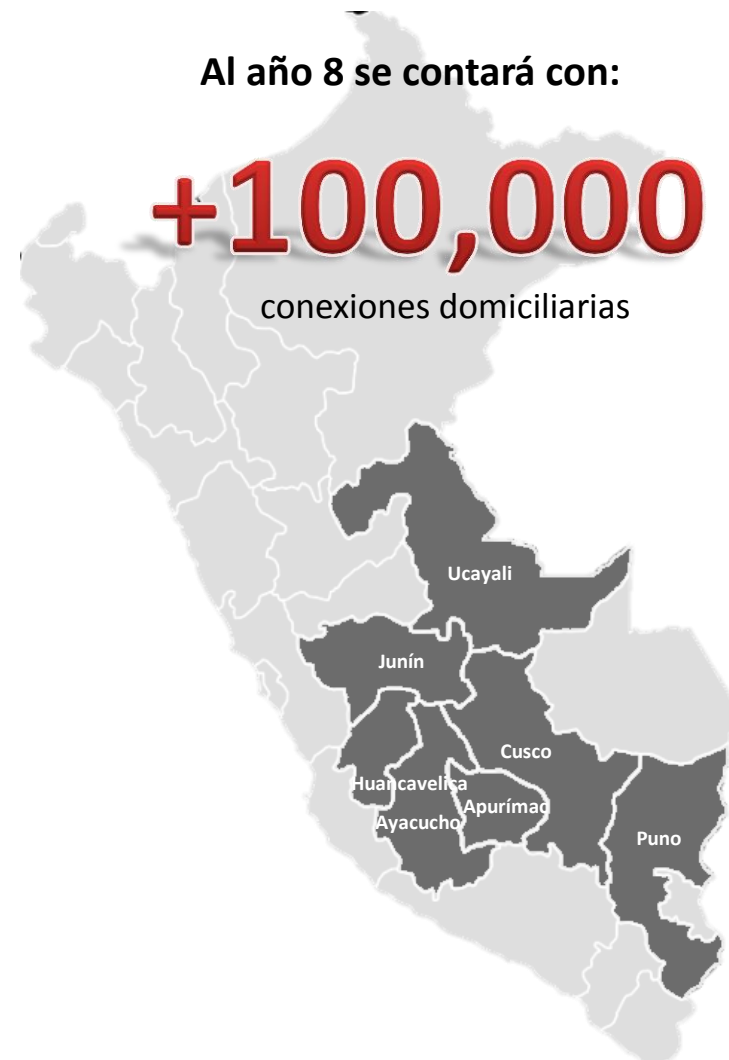 Al año 8 se contará con:
+100,000
conexiones domiciliarias
Ucayali
Junín
Cusco
Huancavelica
Apurímac
Ayacucho
Puno